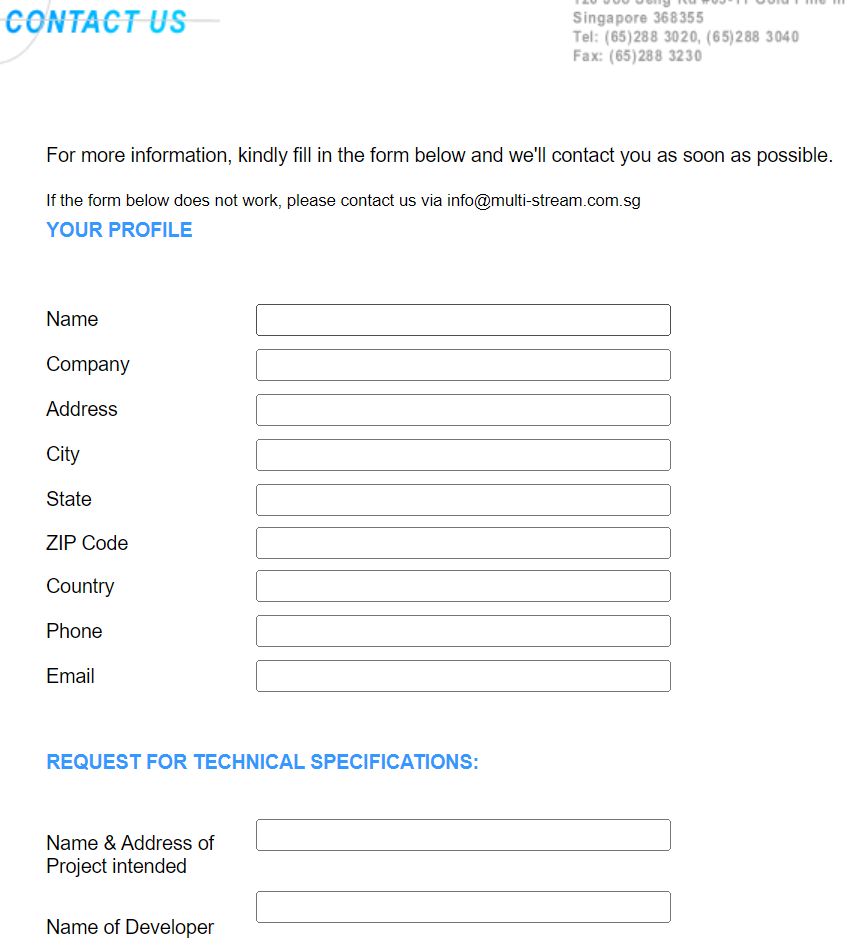 CONTACT US
Singapore 368355
Tel: (65)288 3020, (65)288 3040
Fax: (65)288 3230
For more information, kindly fill in the form below and we'll contact you as soon as possible.
If the form below does not work, please contact us via info@multi-stream.com.sg
YOUR PROFILE
Name
Company
Address
City
State
ZIP Code
Country
Phone
Email
REQUEST FOR TECHNICAL SPECIFICATIONS:
Name & Address of
Project intended
Name of Developer